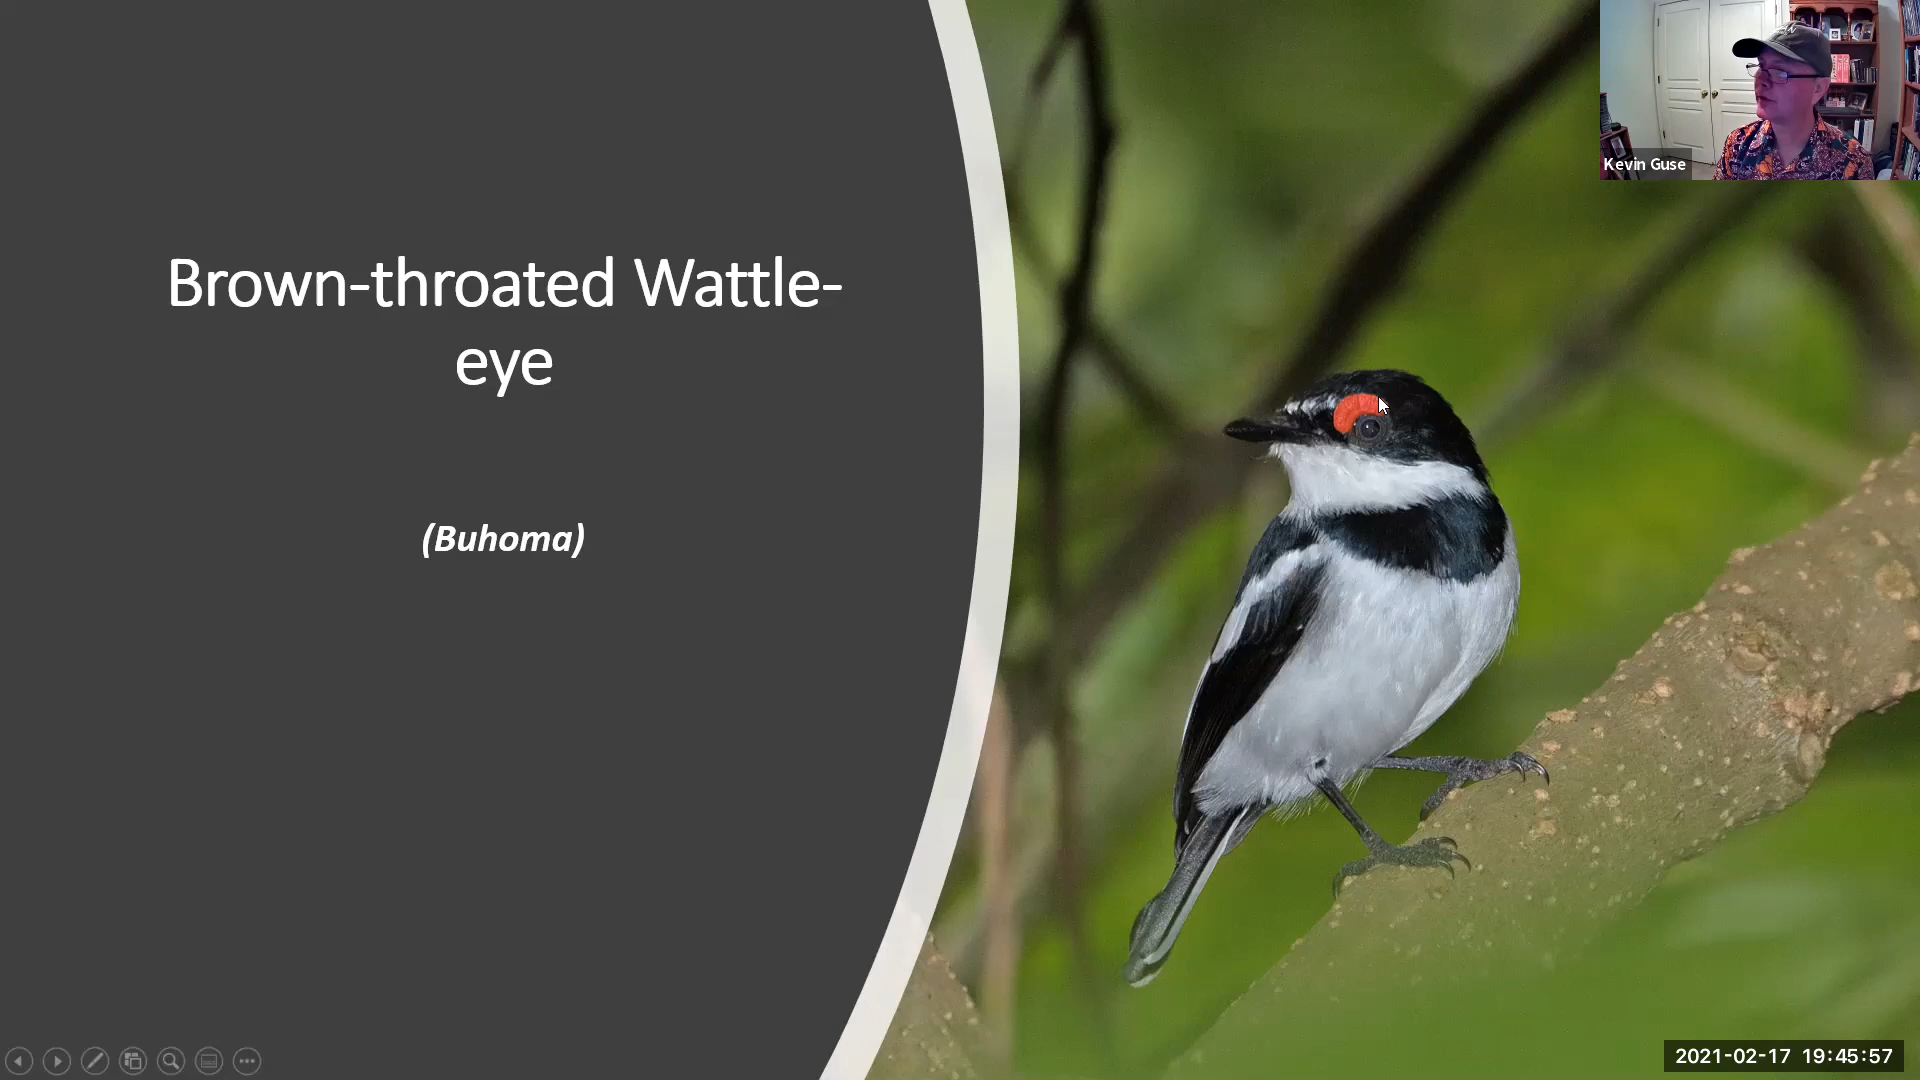 Brown-throated Wattle-
eye
(Buhoma)
Kevin Guse
2021-02-17 19:45:57